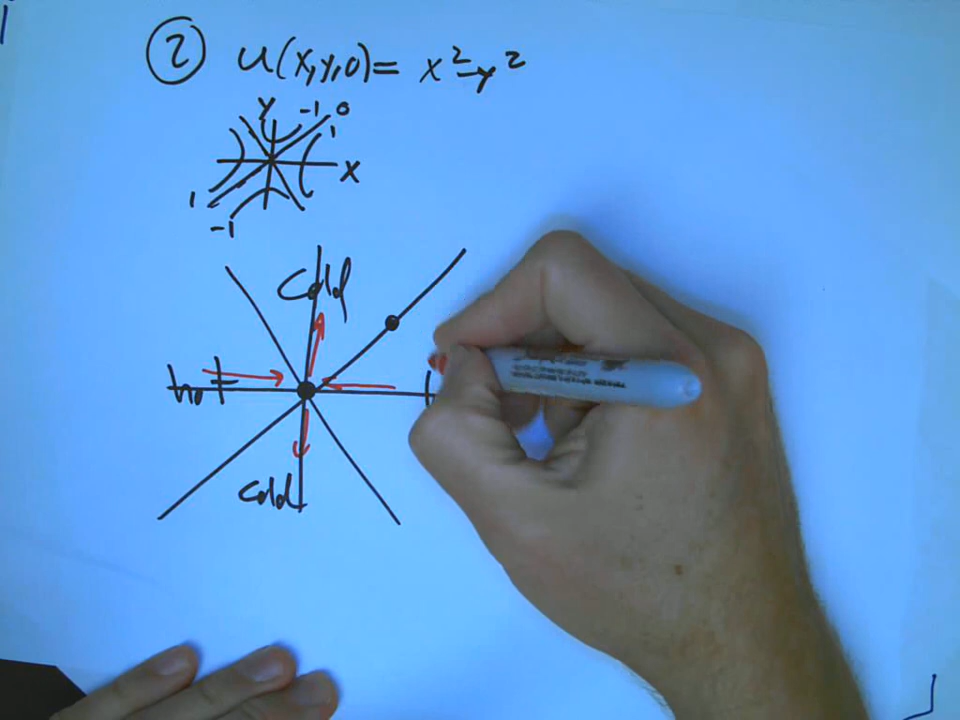 ② u(x,y,0) = x²-y²
y -1 0
1
x
1
-1
cold
hot
cold